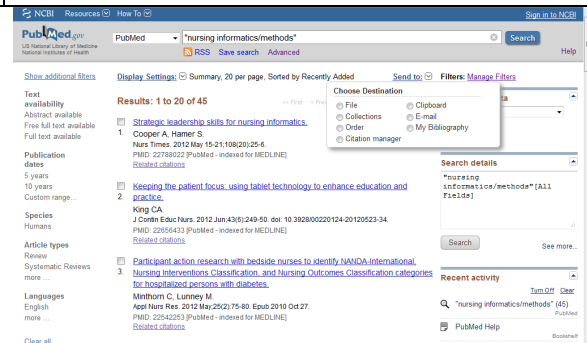 NCBI Resources How To Sign in to NCBI
PubMed.gov
US National Library of Medicine
National Institutes of Health
PubMed "nursing informatics/methods" Search
RSS Save search Advanced Help
Show additional filters
Text
availability
Abstract available
Free full text available
Full text available
Publication
dates
5 years
10 years
Custom range...
Species
Humans
Article types
Review
Systematic Reviews
more ...
Languages
English
more ...
Clear all
Display Settings: Summary, 20 per page, Sorted by Recently Added Send to:
Results: 1 to 20 of 45 << First < Prev
Choose Destination
File Clipboard
Collections E-mail
Order My Bibliography
Citation manager
Strategic leadership skills for nursing informatics.
1. Cooper A, Hamer S.
Nurs Times. 2012 May 15-21;108(20):25-6.
PMID: 22788022 [PubMed - indexed for MEDLINE]
Related citations
Keeping the patient focus: using tablet technology to enhance education and
2. practice.
King CA.
J Contin Educ Nurs. 2012 Jun;43(6):249-50. doi: 10.3928/00220124-20120523-34.
PMID: 22656433 [PubMed - indexed for MEDLINE]
Related citations
Participant action research with bedside nurses to identify NANDA-International,
3. Nursing Interventions Classification, and Nursing Outcomes Classification categories
for hospitalized persons with diabetes.
Minthorn C, Lunney M.
Appl Nurs Res. 2012 May;25(2):75-80. Epub 2010 Oct 27.
PMID: 22542253 [PubMed - indexed for MEDLINE]
Related citations
Filters: Manage Filters
Search details
"nursing
informatics/methods"[All
Fields]
Search See more...
Recent activity
Turn Off Clear
"nursing informatics/methods" (45)
PubMed
PubMed Help
Bookshelf